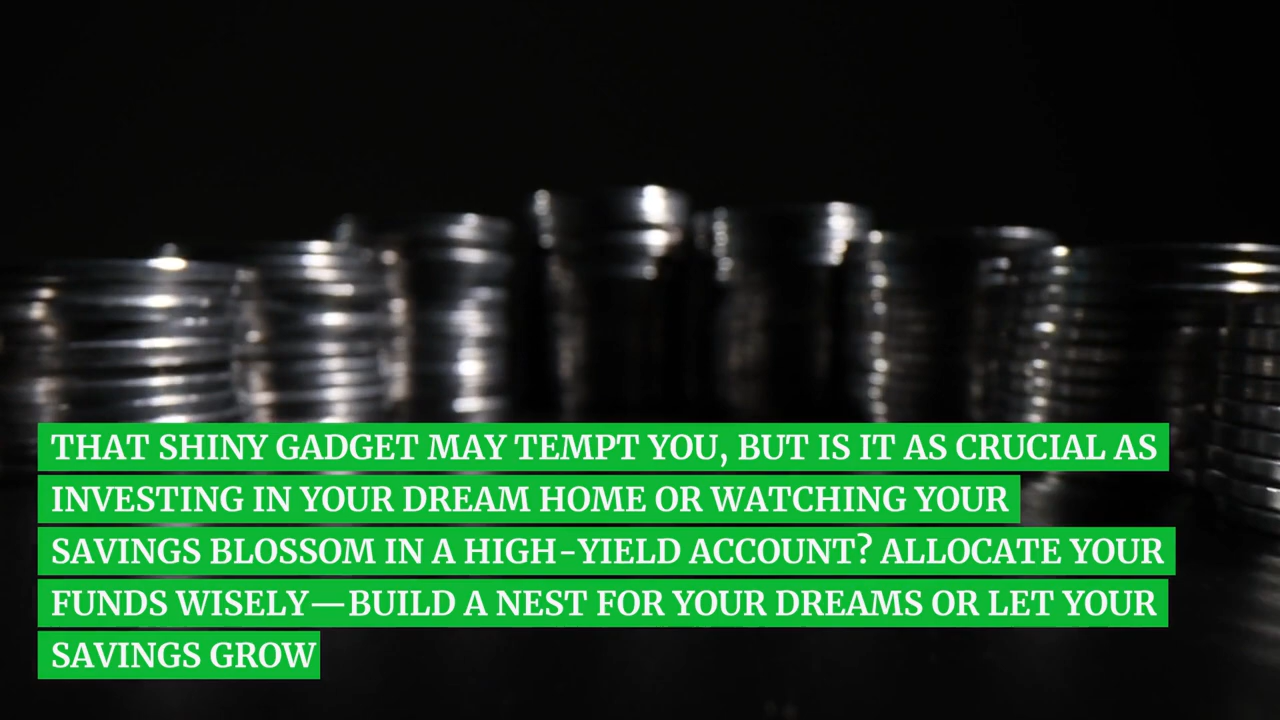 THAT SHINY GADGET MAY TEMPT YOU, BUT IS IT AS CRUCIAL AS
INVESTING IN YOUR DREAM HOME OR WATCHING YOUR
SAVINGS BLOSSOM IN A HIGH-YIELD ACCOUNT? ALLOCATE YOUR
FUNDS WISELY—BUILD A NEST FOR YOUR DREAMS OR LET YOUR
SAVINGS GROW